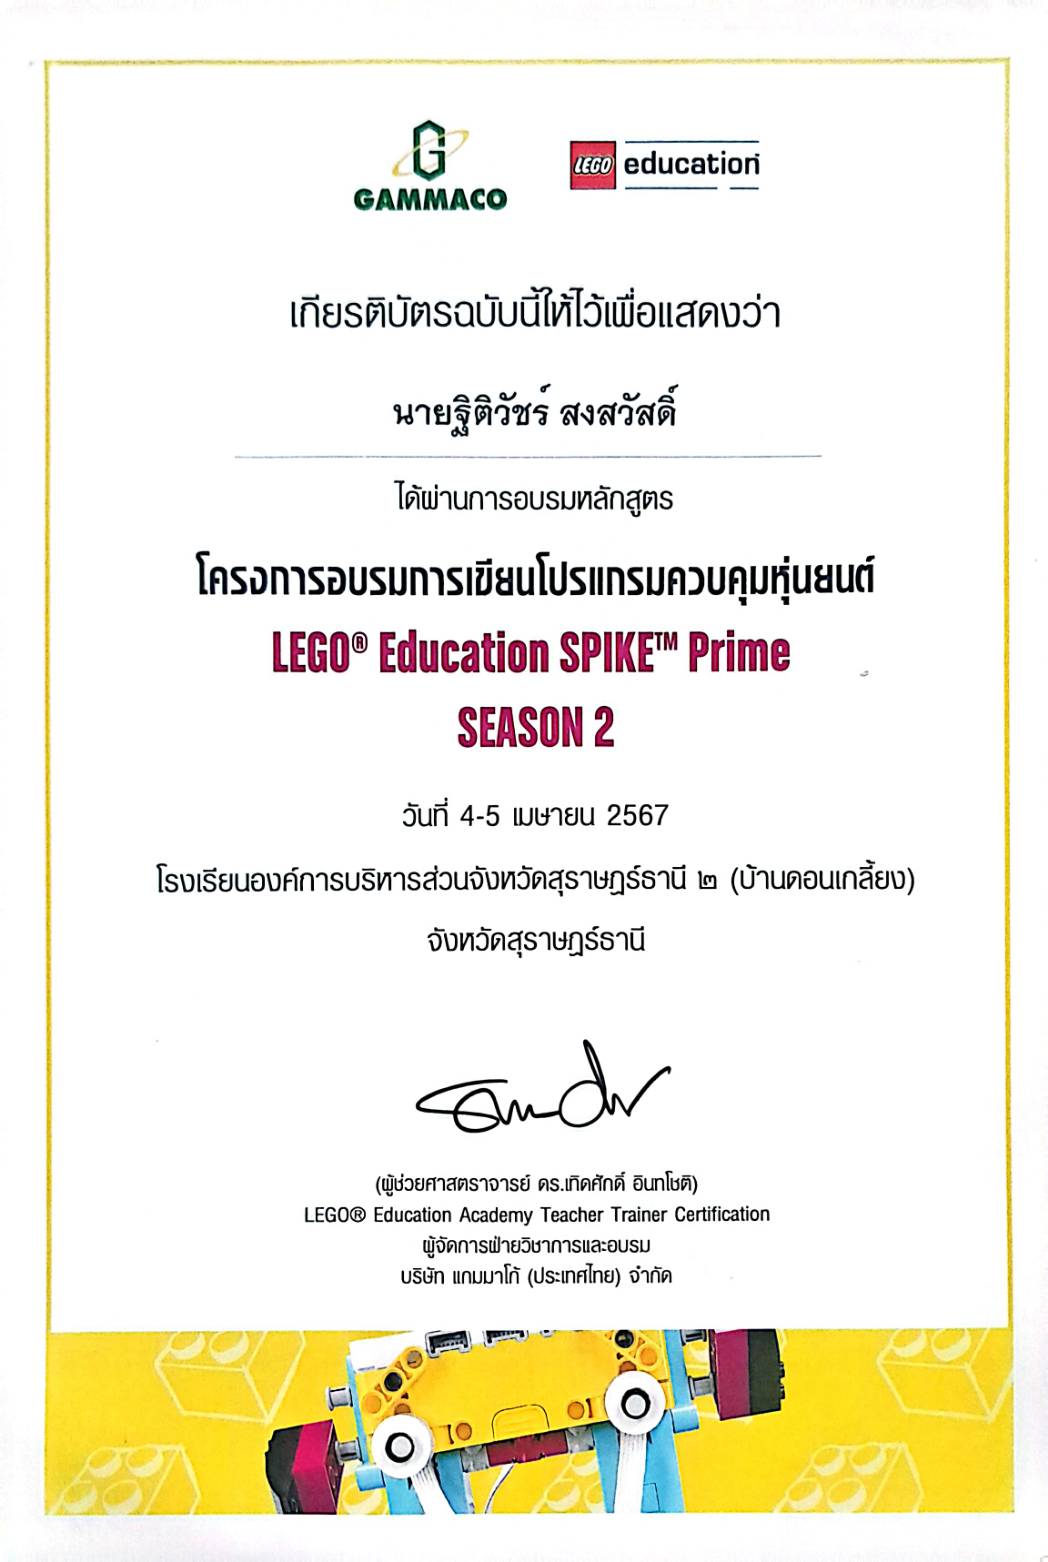 GAMMACO
LEGO education
เกียรติบัตรฉบับนี้ให้ไว้เพื่อแสดงว่า
นายฐิติวัชร์ สงสวัสดิ์
ได้ผ่านการอบรมหลักสูตร
โครงการอบรมการเขียนโปรแกรมควบคุมหุ่นยนต์
LEGO® Education SPIKE™ Prime
SEASON 2
วันที่ 4-5 เมษายน 2567
โรงเรียนองค์การบริหารส่วนจังหวัดสุราษฎร์ธานี ๒ (บ้านดอนเกลี้ยง)
จังหวัดสุราษฎร์ธานี
(ผู้ช่วยศาสตราจารย์ ดร.เทิดศักดิ์ อินทโชติ)
LEGO® Education Academy Teacher Trainer Certification
ผู้จัดการฝ่ายวิชาการและอบรม
บริษัท แกมมาโก้ (ประเทศไทย) จำกัด